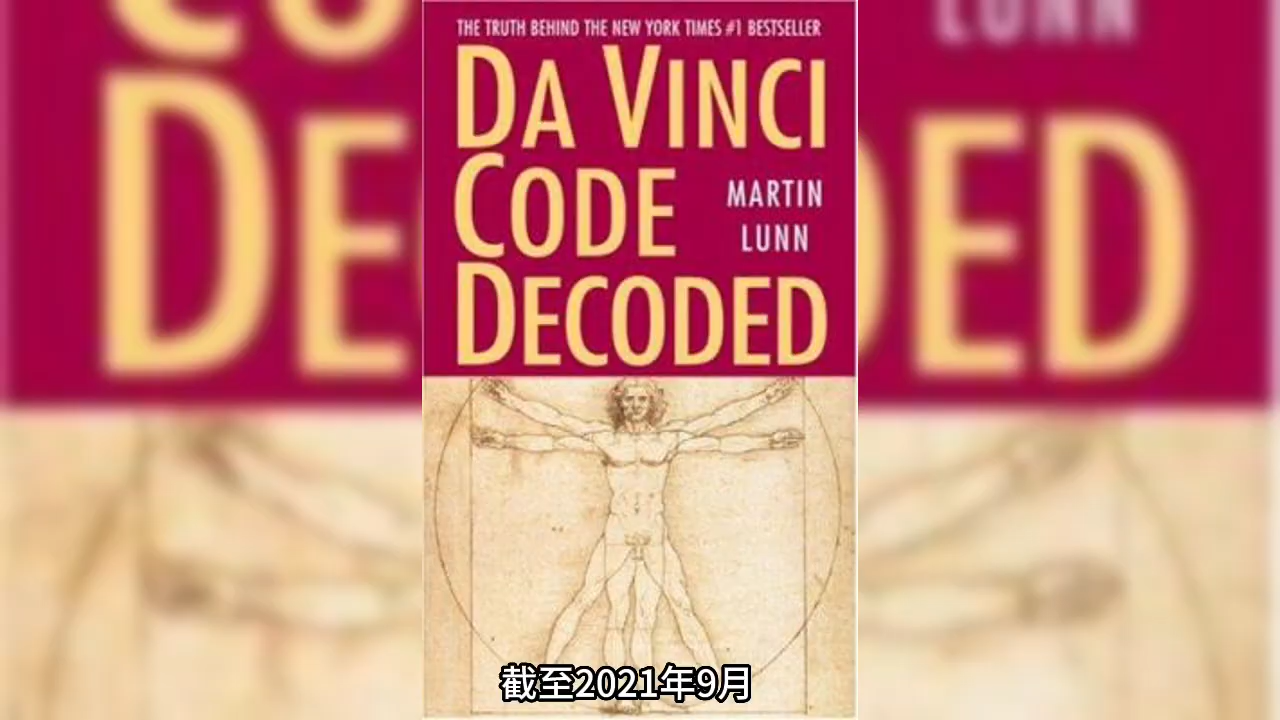 THE TRUTH BEHIND THE NEW YORK TIMES #1 BESTSELLER
DA VINCI
CODE
MARTIN
LUNN
DECODED
截至2021年9月